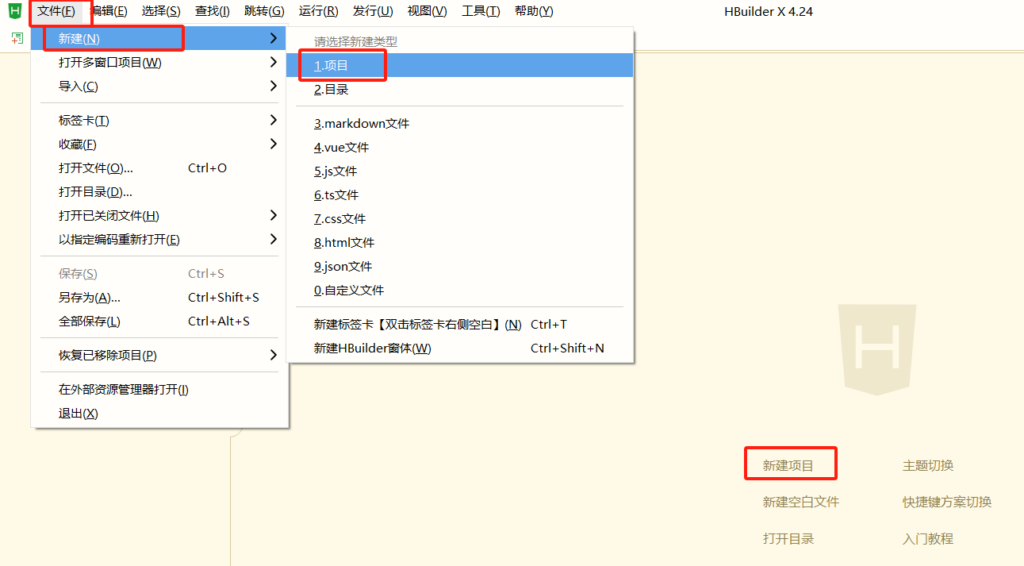 文件(F) 编辑(E) 选择(S) 查找(I) 跳转(G) 运行(R) 发行(U) 视图(V) 工具(T) 帮助(Y) HBuilder X 4.24
新建(N)
打开多窗口项目(W)
导入(C)
标签卡(T)
收藏(F)
打开文件(O)... Ctrl+O
打开目录(D)...
打开已关闭文件(H)
以指定编码重新打开(E)
保存(S) Ctrl+S
另存为(A)... Ctrl+Shift+S
全部保存(L) Ctrl+Alt+S
恢复已移除项目(P)
在外部资源管理器打开(I)
退出(X)
请选择新建类型
1.项目
2.目录
3.markdown文件
4.vue文件
5.js文件
6.ts文件
7.css文件
8.html文件
9.json文件
0.自定义文件
新建标签卡【双击标签卡右侧空白】(N) Ctrl+T
新建HBuilder窗体(W) Ctrl+Shift+N
H
新建项目 主题切换
新建空白文件 快捷键方案切换
打开目录 入门教程